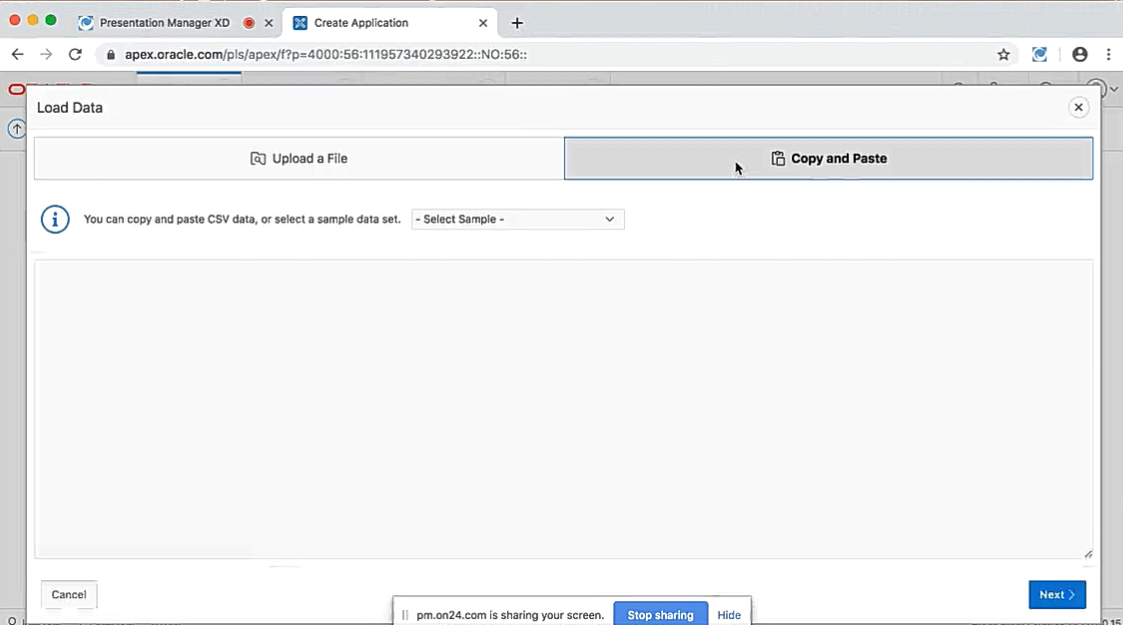 Presentation Manager XD
Create Application
apex.oracle.com/pls/apex/f?p=4000:56:111957340293922::NO:56::
Load Data
Upload a File
Copy and Paste
You can copy and paste CSV data, or select a sample data set.
- Select Sample -
Cancel
Next
pm.on24.com is sharing your screen.
Stop sharing
Hide